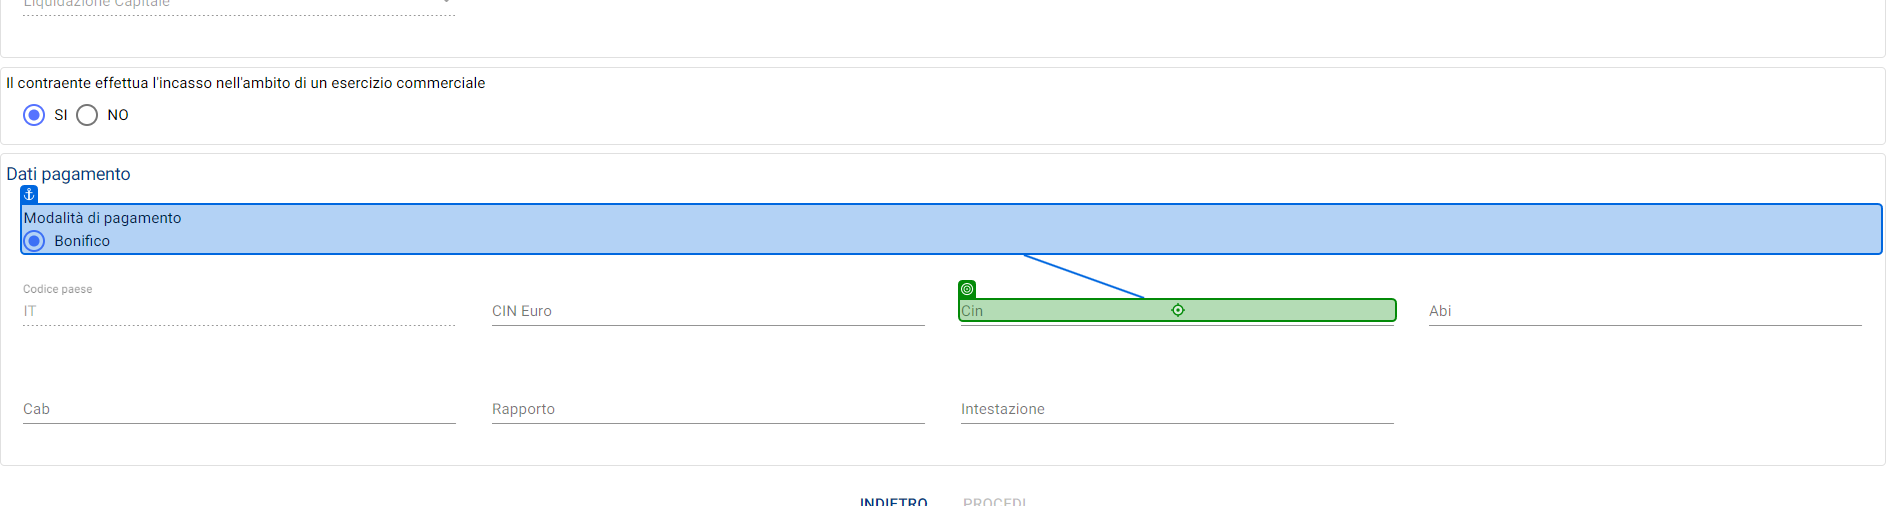 Liquidazione Capitale
Il contraente effettua l'incasso nell'ambito di un esercizio commerciale
SI NO
Dati pagamento
Modalità di pagamento
Bonifico
Codice paese
IT CIN Euro Cin Abi
Cab Rapporto Intestazione
INDIETRO PROCEDI